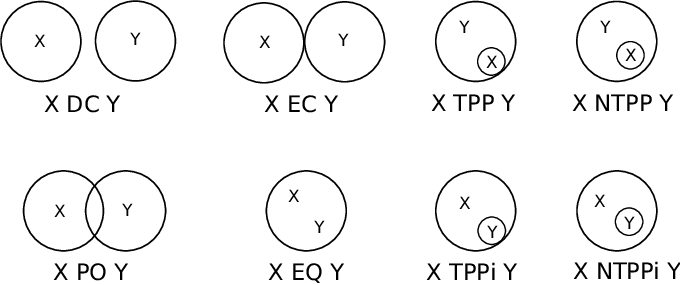 X Y X Y Y X Y X
X DC Y X EC Y X TPP Y X NTPP Y
X Y X Y X Y X Y
X PO Y X EQ Y X TPPi Y X NTPPi Y